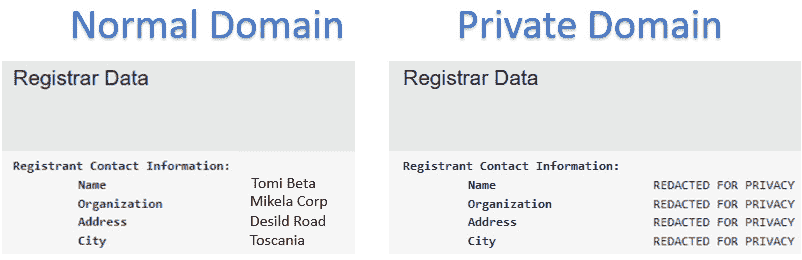 Normal Domain
Registrar Data
Registrant Contact Information:
Name Tomi Beta
Organization Mikela Corp
Address Desild Road
City Toscania
Private Domain
Registrar Data
Registrant Contact Information:
Name REDACTED FOR PRIVACY
Organization REDACTED FOR PRIVACY
Address REDACTED FOR PRIVACY
City REDACTED FOR PRIVACY